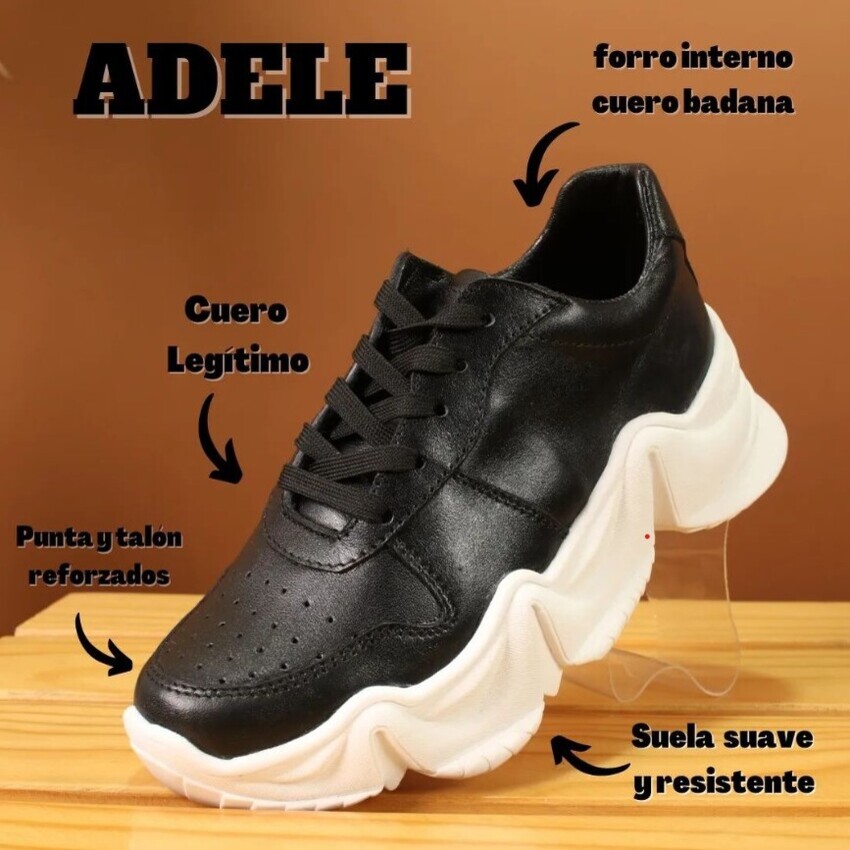 ADELE
forro interno
cuero badana
Cuero
Legítimo
Punta y talón
reforzados
Suela suave
y resistente